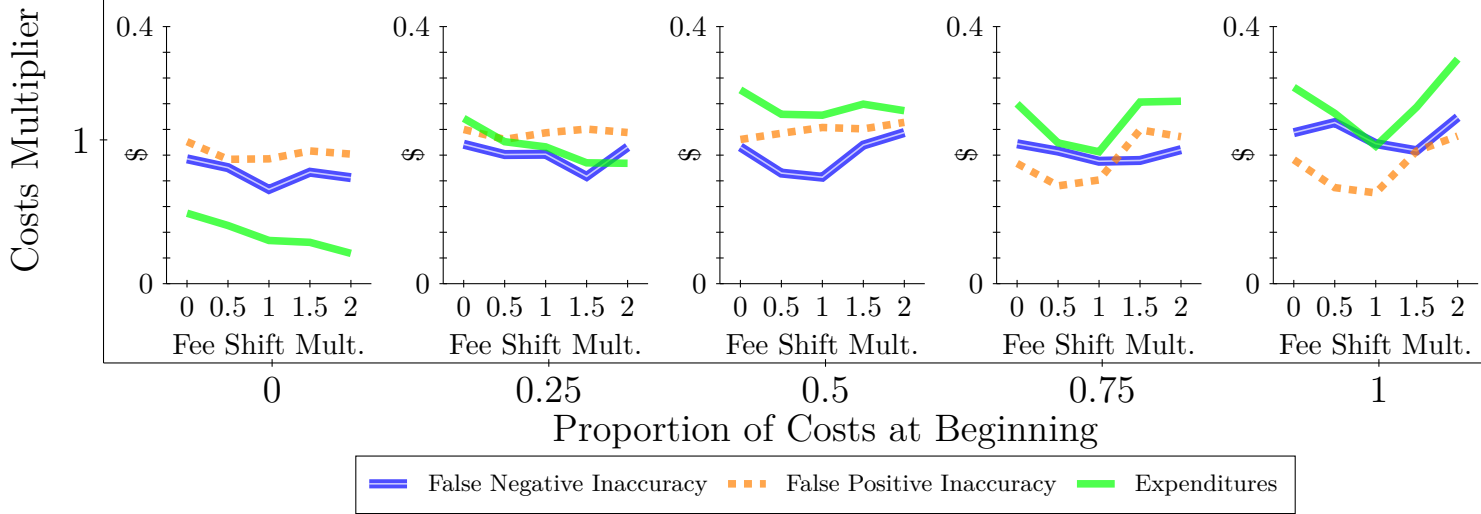 Costs Multiplier
1
0.4
$
0
0 0.5 1 1.5 2
Fee Shift Mult.
0.4
$
0
0 0.5 1 1.5 2
Fee Shift Mult.
0.4
$
0
0 0.5 1 1.5 2
Fee Shift Mult.
0.4
$
0
0 0.5 1 1.5 2
Fee Shift Mult.
0.4
$
0
0 0.5 1 1.5 2
Fee Shift Mult.
0 0.25 0.5 0.75 1
Proportion of Costs at Beginning
False Negative Inaccuracy False Positive Inaccuracy Expenditures